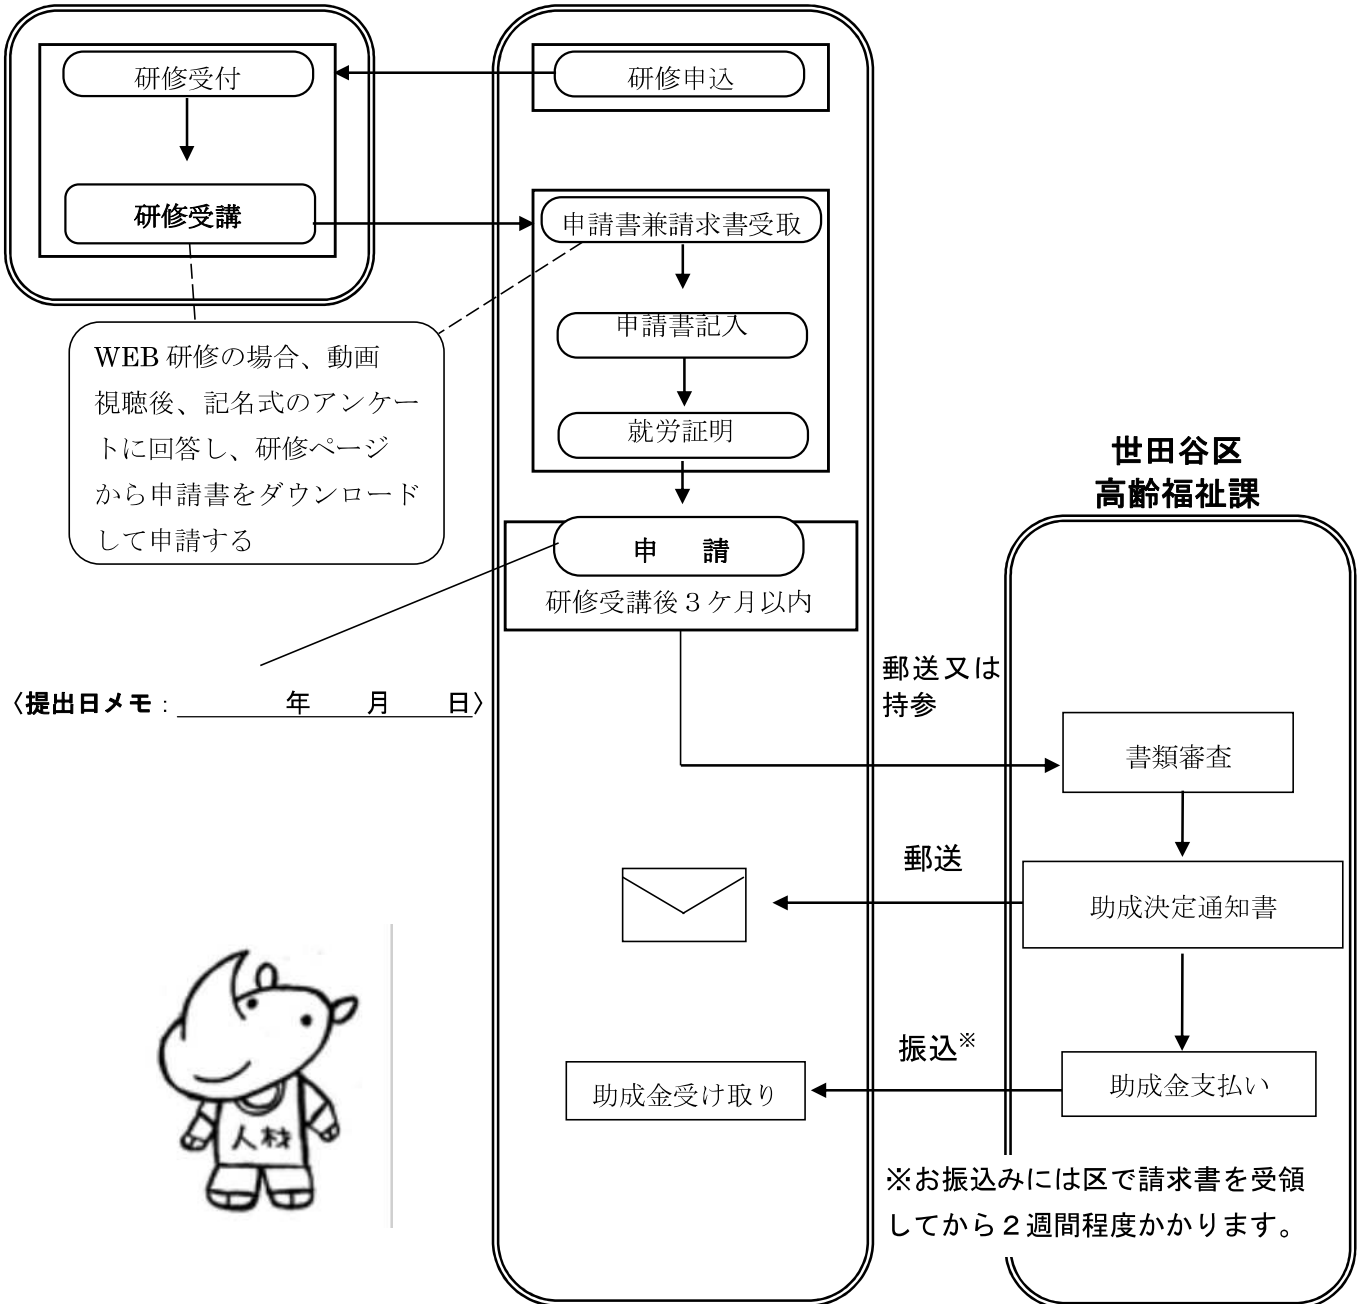 研修受付
研修申込
研修受講
申請書兼請求書受取
申請書記入
就労証明
WEB 研修の場合、動画
視聴後、記名式のアンケー
トに回答し、研修ページ
から申請書をダウンロード
して申請する
世田谷区
高齢福祉課
申　請
研修受講後３ケ月以内
〈提出日メモ：　　　　年　　月　　日〉
郵送又は
持参
書類審査
郵送
助成決定通知書
振込※
助成金受け取り
助成金支払い
人材
※お振込みには区で請求書を受領
してから２週間程度かかります。